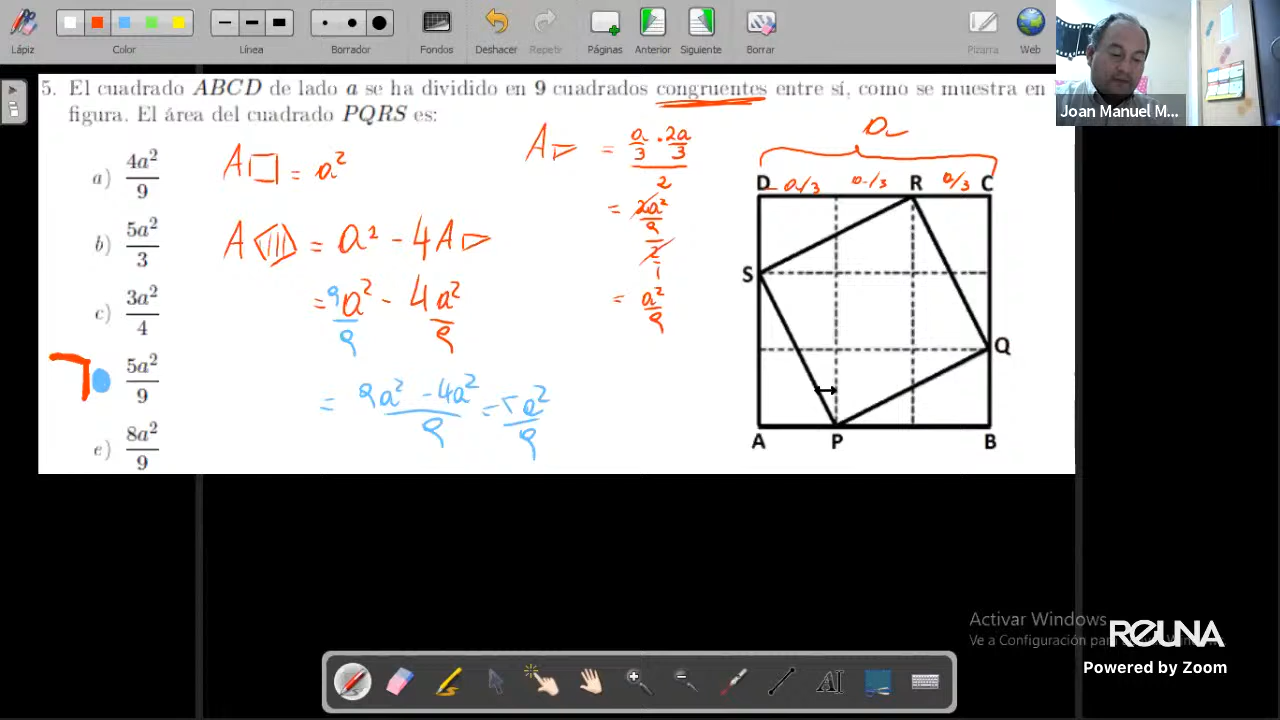 Lápiz
Color
Línea
Borrador
Fondos
Deshacer
Repetir
Páginas
Anterior
Siguiente
Borrar
Pizarra
Web
Joan Manuel M...
5. El cuadrado ABCD de lado a se ha dividido en 9 cuadrados congruentes entre sí, como se muestra en
figura. El área del cuadrado PQRS es:
a) 4a²/9
b) 5a²/3
c) 3a²/4
5a²/9
e) 8a²/9
A□ = a²
A = a² - 4A
= 9a²/9 - 4a²/9
= 9a² - 4a²/9 = 5a²/9
A = a/3 · 2a/3 / 2
= 2a²/9 / 2/1
= a²/9
a
D R C
a/3 a/3 a/3
S
Q
A P B
Activar Windows
Ve a Configuración par
REUNA
Powered by Zoom